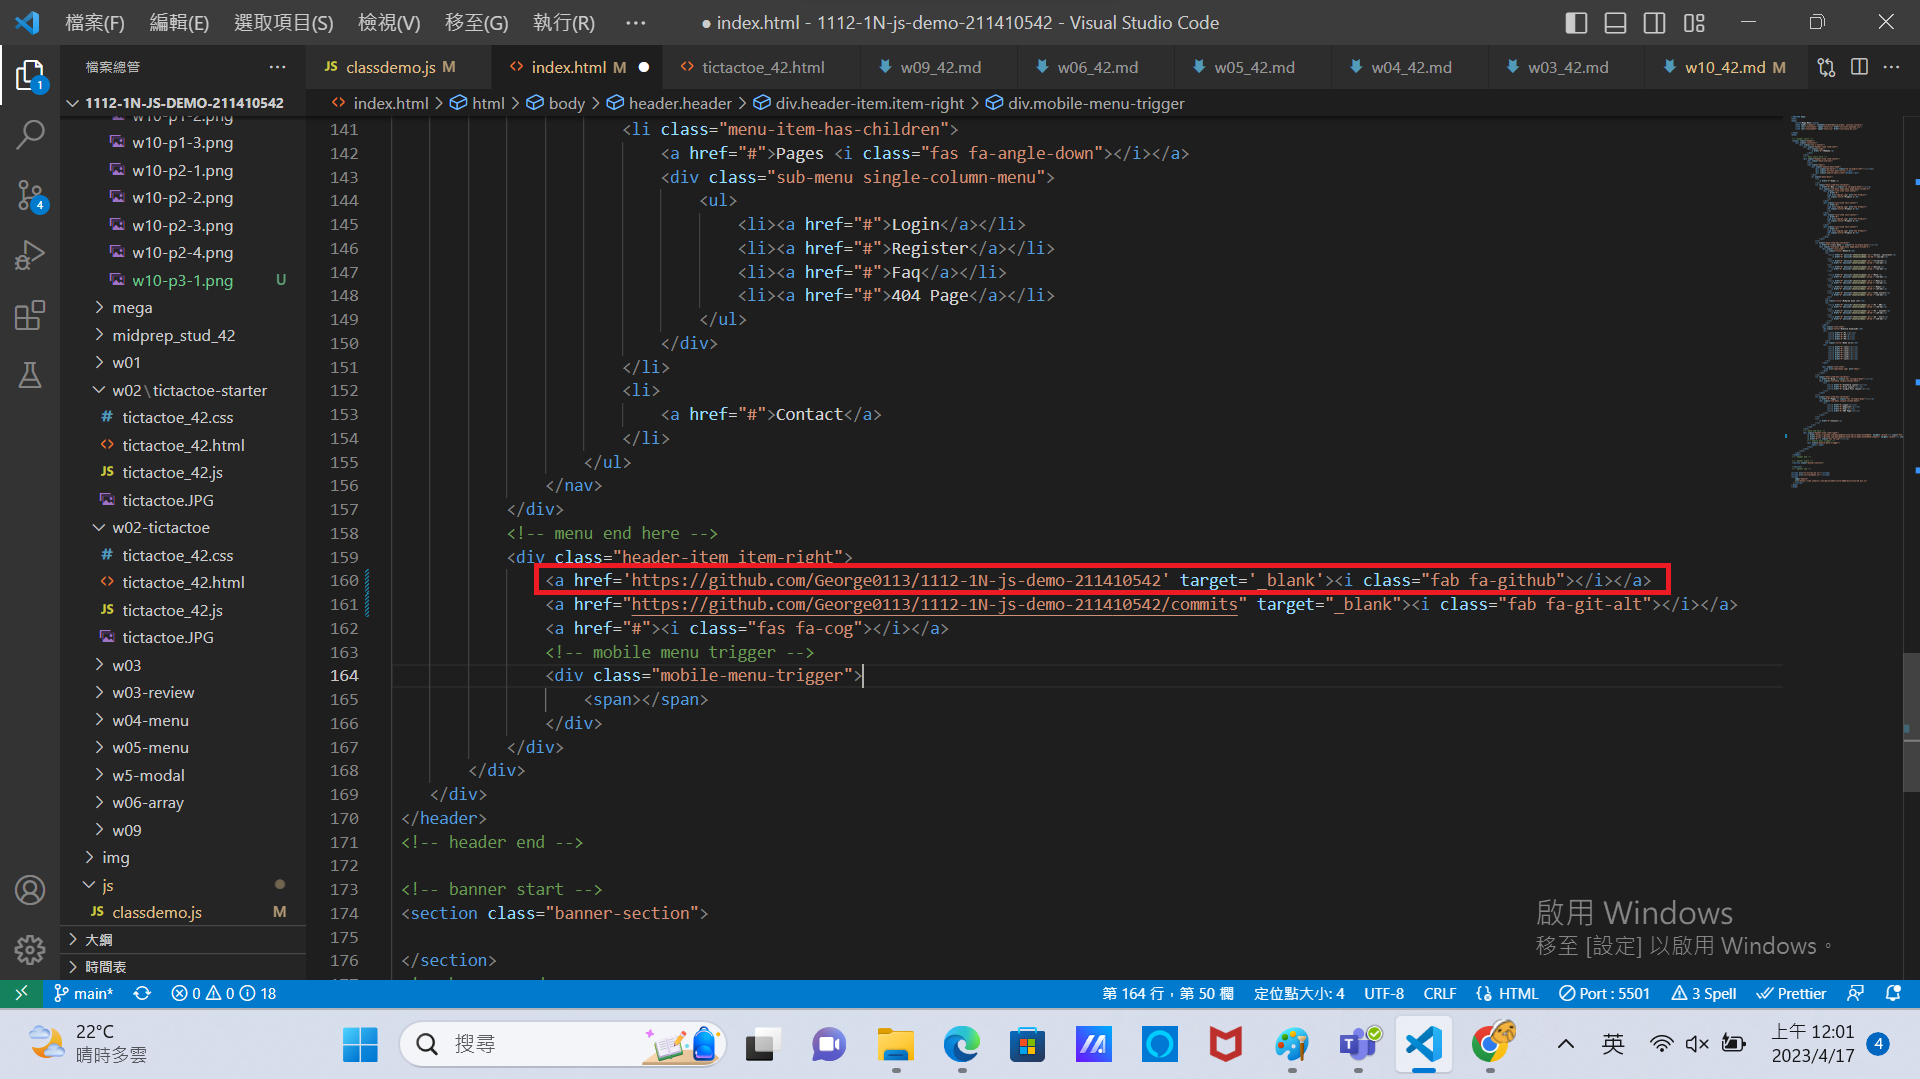 檔案(F) 編輯(E) 選取項目(S) 檢視(V) 移至(G) 執行(R) ··· ● index.html - 1112-1N-js-demo-211410542 - Visual Studio Code
檔案總管 ···
JS classdemo.js M
<> index.html M ●
<> tictactoe_42.html
w09_42.md
w06_42.md
w05_42.md
w04_42.md
w03_42.md
w10_42.md M
···
1112-1N-JS-DEMO-211410542
<> index.html > html > body > header.header > div.header-item.item-right > div.mobile-menu-trigger
w10-p1-2.png
w10-p1-3.png
w10-p2-1.png
w10-p2-2.png
w10-p2-3.png
w10-p2-4.png
w10-p3-1.png U
mega
midprep_stud_42
w01
w02\tictactoe-starter
# tictactoe_42.css
<> tictactoe_42.html
JS tictactoe_42.js
tictactoe.JPG
w02-tictactoe
# tictactoe_42.css
<> tictactoe_42.html
JS tictactoe_42.js
tictactoe.JPG
w03
w03-review
w04-menu
w05-menu
w5-modal
w06-array
w09
img
js
JS classdemo.js M
大綱
時間表
1
4
141 <li class="menu-item-has-children">
142 <a href="#">Pages <i class="fas fa-angle-down"></i></a>
143 <div class="sub-menu single-column-menu">
144 <ul>
145 <li><a href="#">Login</a></li>
146 <li><a href="#">Register</a></li>
147 <li><a href="#">Faq</a></li>
148 <li><a href="#">404 Page</a></li>
149 </ul>
150 </div>
151 </li>
152 <li>
153 <a href="#">Contact</a>
154 </li>
155 </ul>
156 </nav>
157 </div>
158 <!-- menu end here -->
159 <div class="header-item item-right">
160 <a href='https://github.com/George0113/1112-1N-js-demo-211410542' target='_blank'><i class="fab fa-github"></i></a>
161 <a href="https://github.com/George0113/1112-1N-js-demo-211410542/commits" target="_blank"><i class="fab fa-git-alt"></i></a>
162 <a href="#"><i class="fas fa-cog"></i></a>
163 <!-- mobile menu trigger -->
164 <div class="mobile-menu-trigger">
165 <span></span>
166 </div>
167 </div>
168 </div>
169 </div>
170 </header>
171 <!-- header end -->
172
173 <!-- banner start -->
174 <section class="banner-section">
175
176 </section>
啟用 Windows
移至 [設定] 以啟用 Windows。
main* 0 0 18 第 164 行，第 50 欄 定位點大小: 4 UTF-8 CRLF HTML Port : 5501 3 Spell Prettier
22°C
晴時多雲
搜尋
英
上午 12:01
2023/4/17
4